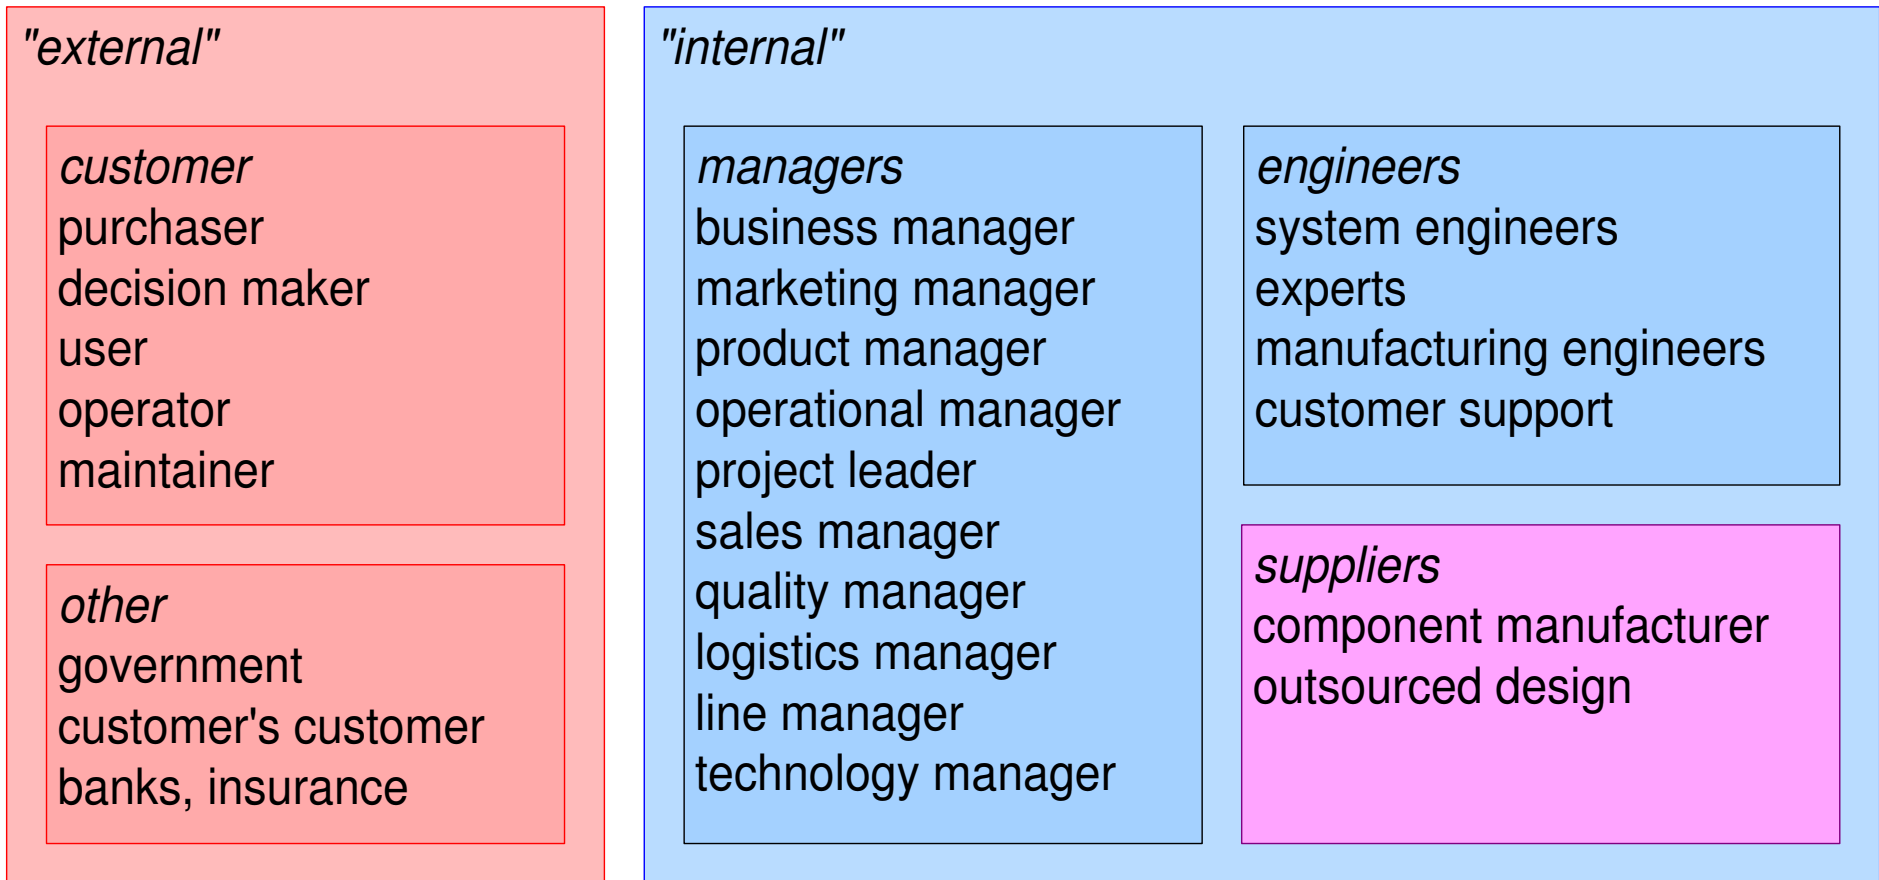 "external"
customer
purchaser
decision maker
user
operator
maintainer
other
government
customer's customer
banks, insurance
"internal"
managers
business manager
marketing manager
product manager
operational manager
project leader
sales manager
quality manager
logistics manager
line manager
technology manager
engineers
system engineers
experts
manufacturing engineers
customer support
suppliers
component manufacturer
outsourced design